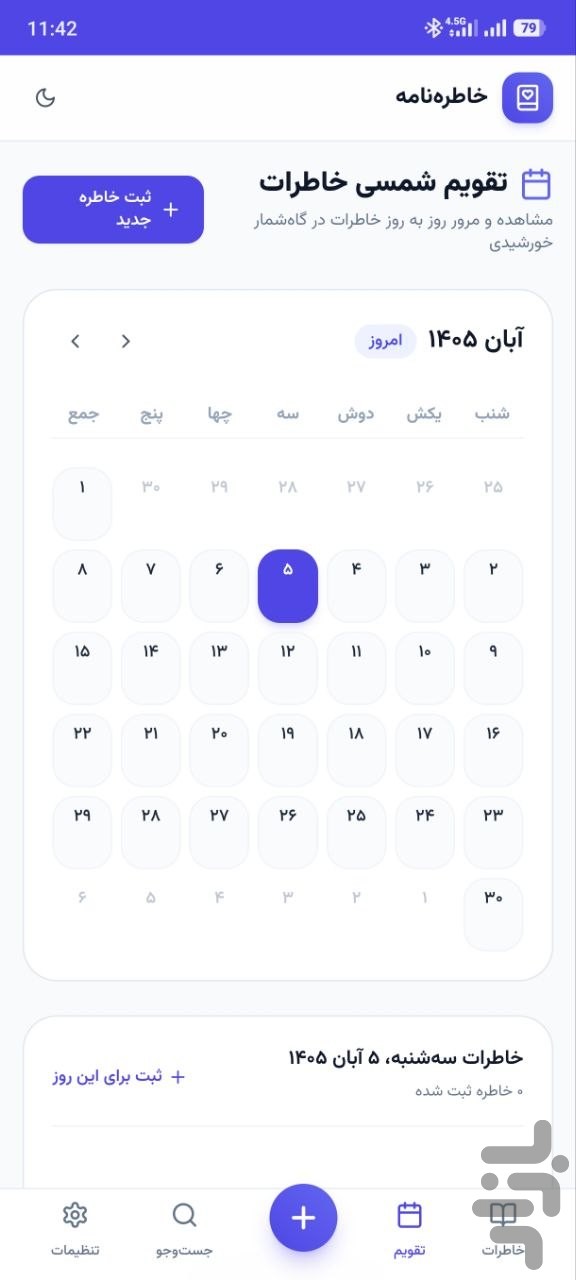 11:42
4.5G
79
خاطره‌نامه
تقویم شمسی خاطرات
مشاهده و مرور روز به روز خاطرات در گاه‌شمار
خورشیدی
ثبت خاطره
جدید
آبان ۱۴۰۵
امروز
شنب یکش دوش سه چها پنج جمع
۲۵ ۲۶ ۲۷ ۲۸ ۲۹ ۳۰ ۱
۲ ۳ ۴ ۵ ۶ ۷ ۸
۹ ۱۰ ۱۱ ۱۲ ۱۳ ۱۴ ۱۵
۱۶ ۱۷ ۱۸ ۱۹ ۲۰ ۲۱ ۲۲
۲۳ ۲۴ ۲۵ ۲۶ ۲۷ ۲۸ ۲۹
۳۰ ۱ ۲ ۳ ۴ ۵ ۶
خاطرات سه‌شنبه، ۵ آبان ۱۴۰۵
۰ خاطره ثبت شده
+ ثبت برای این روز
خاطرات
تقویم
جست‌وجو
تنظیمات